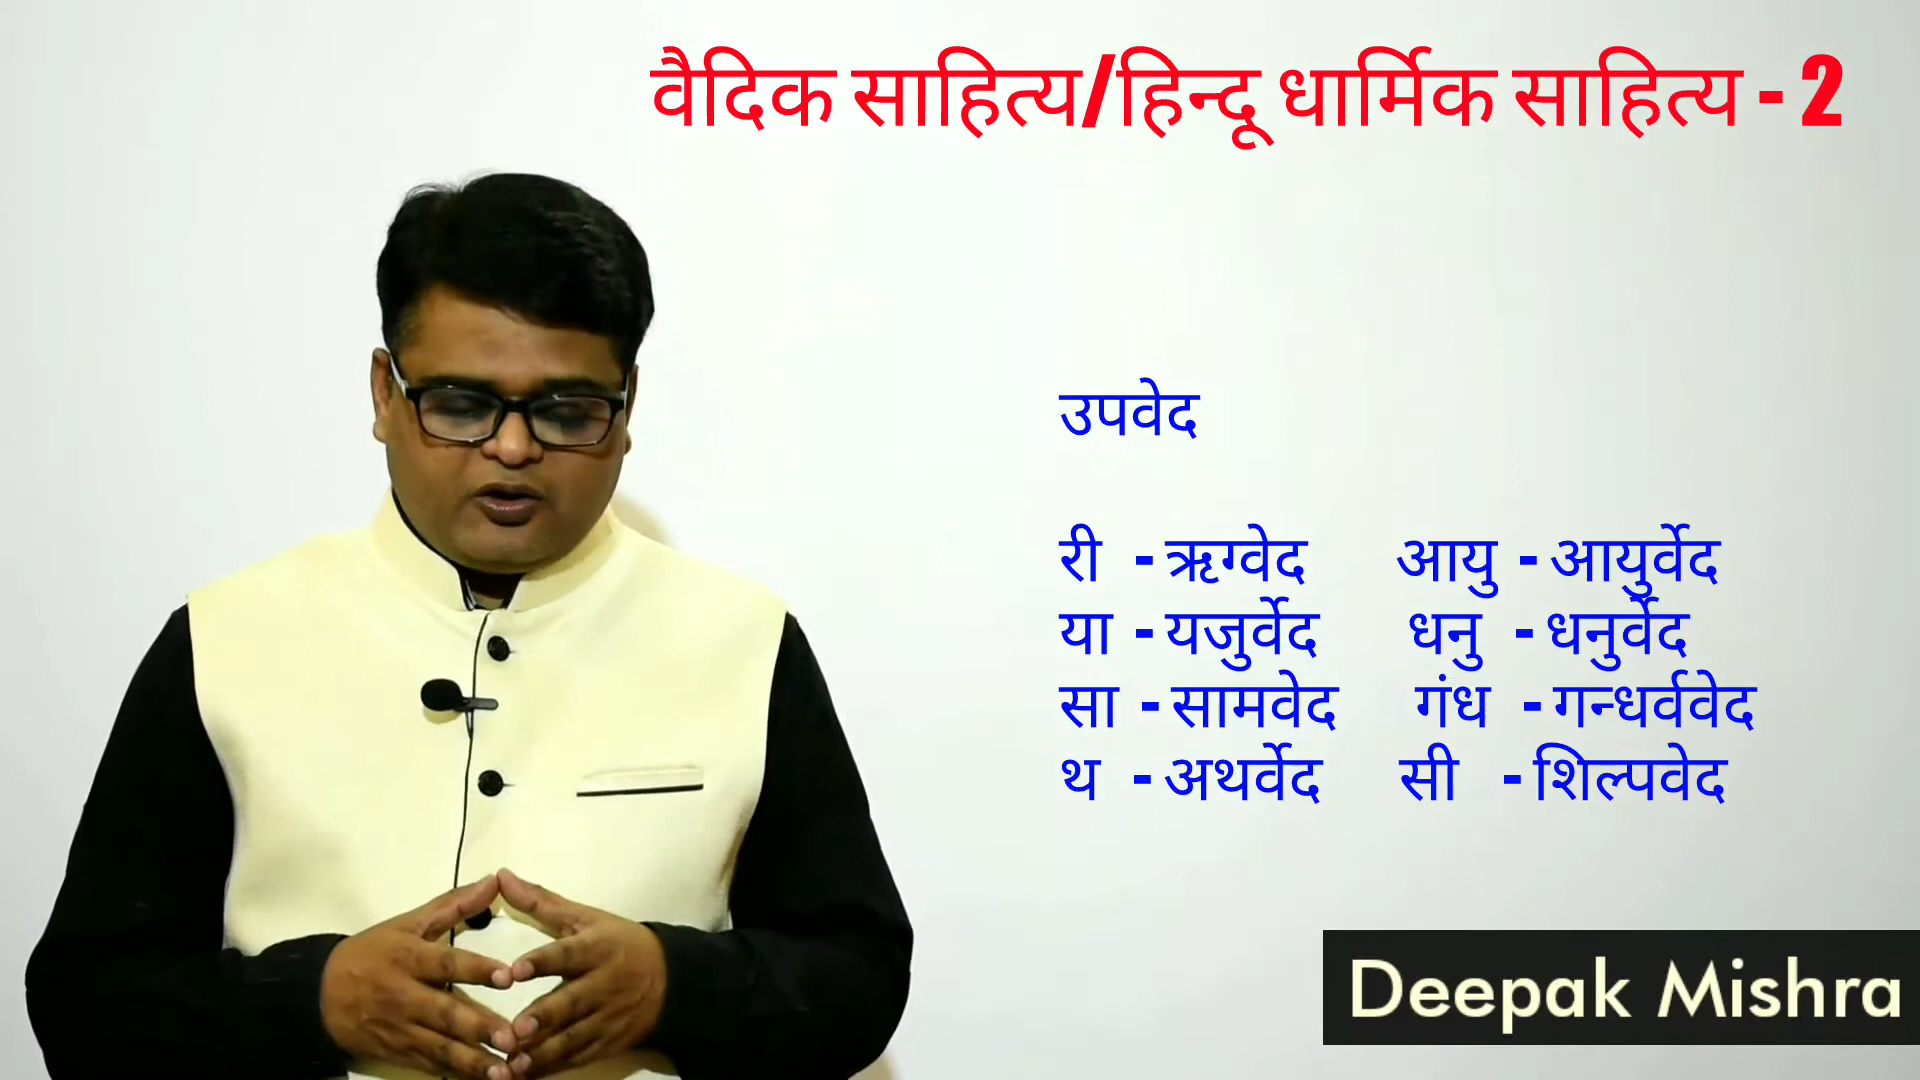 वैदिक साहित्य/हिन्दू धार्मिक साहित्य - 2
उपवेद
री - ऋग्वेद आयु - आयुर्वेद
या - यजुर्वेद धनु - धनुर्वेद
सा - सामवेद गंध - गन्धर्ववेद
थ - अथर्वेद सी - शिल्पवेद
Deepak Mishra